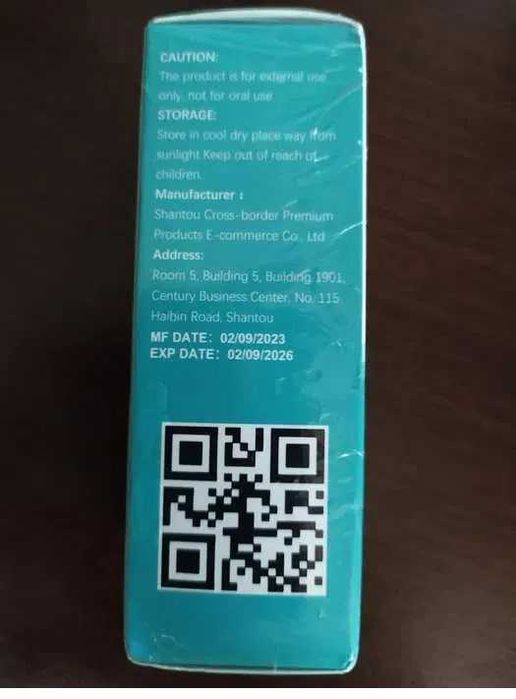 CAUTION:
The product is for external use
only, not for oral use
STORAGE:
Store in cool dry place way from
sunlight.Keep out of reach of
children.
Manufacturer :
Shantou Cross-border Premium
Products E-commerce Co., Ltd
Address:
Room 5, Building 5, Building 1901,
Century Business Center, No. 115
Haibin Road, Shantou
MF DATE: 02/09/2023
EXP DATE: 02/09/2026